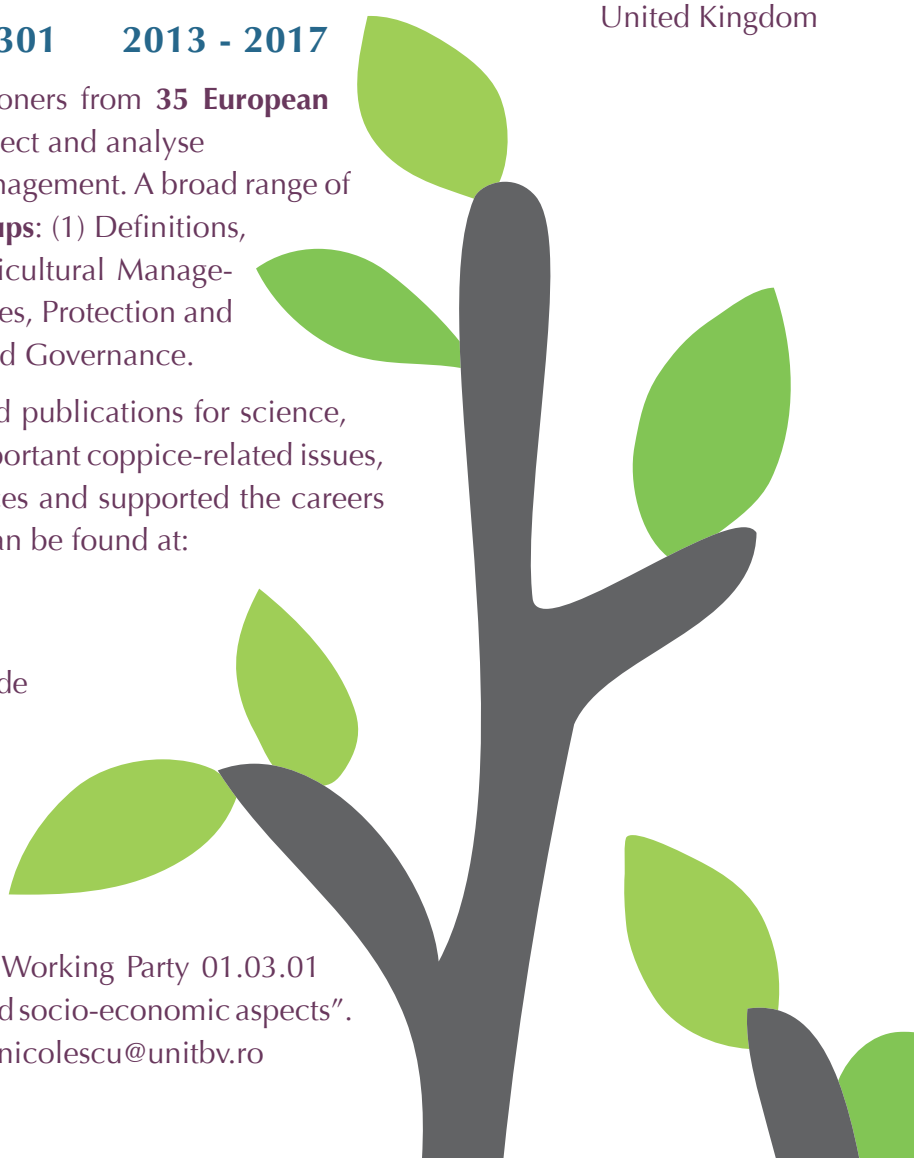 United Kingdom
301 2013 - 2017
oners from 35 European
ect and analyse
nagement. A broad range of
ups: (1) Definitions,
icultural Manage-
es, Protection and
d Governance.
d publications for science,
portant coppice-related issues,
es and supported the careers
an be found at:
de
Working Party 01.03.01
d socio-economic aspects”.
nicolescu@unitbv.ro